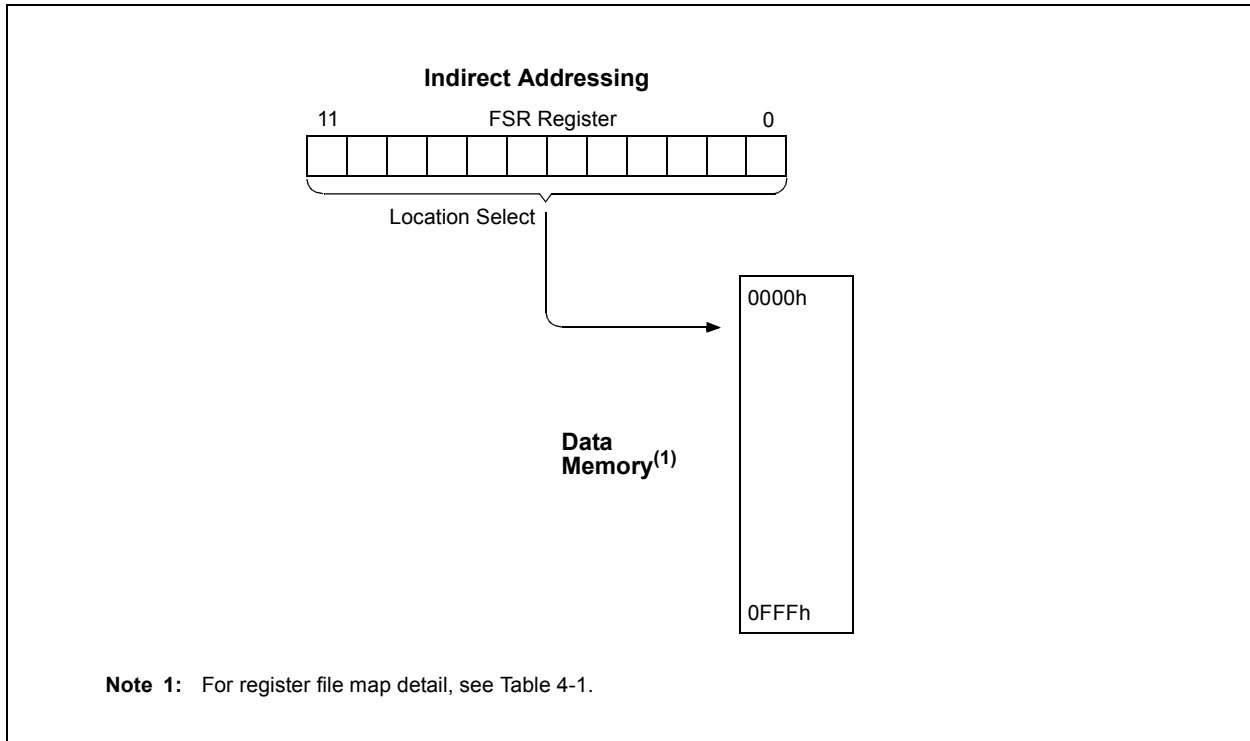 Indirect Addressing
11 FSR Register 0
Location Select
0000h
Data
Memory(1)
0FFFh
Note 1: For register file map detail, see Table 4-1.